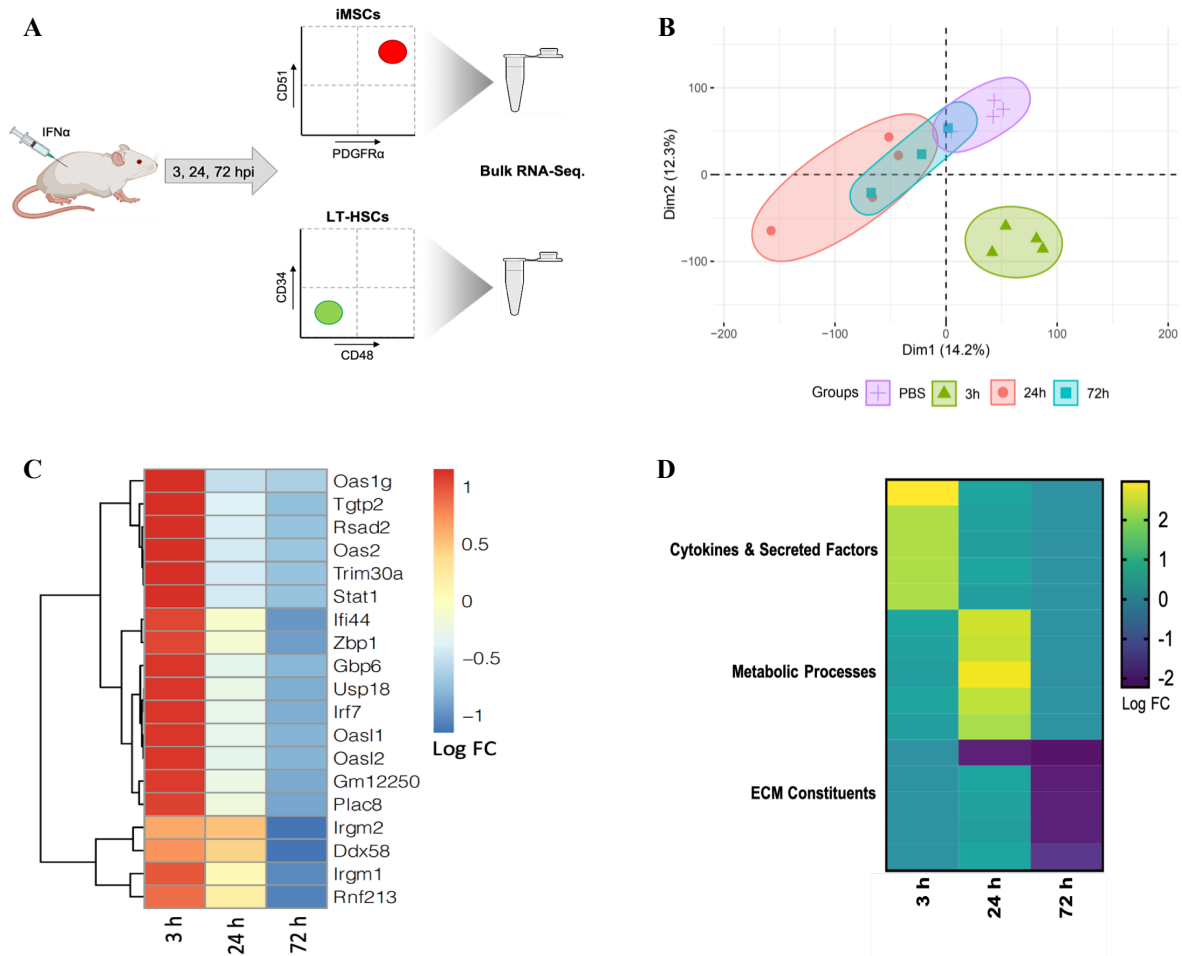 A
iMSCs
CD51
PDGFRα
IFNα
3, 24, 72 hpi
Bulk RNA-Seq.
LT-HSCs
CD34
CD48
B
Dim2 (12.3%)
100
0
−100
−200
−100
0
100
200
Dim1 (14.2%)
Groups PBS 3h 24h 72h
C
Oas1g
Tgtp2
Rsad2
Oas2
Trim30a
Stat1
Ifi44
Zbp1
Gbp6
Usp18
Irf7
Oasl1
Oasl2
Gm12250
Plac8
Irgm2
Ddx58
Irgm1
Rnf213
3 h
24 h
72 h
1
0.5
0
−0.5
−1
Log FC
D
Cytokines & Secreted Factors
Metabolic Processes
ECM Constituents
3 h
24 h
72 h
2
1
0
-1
-2
Log FC